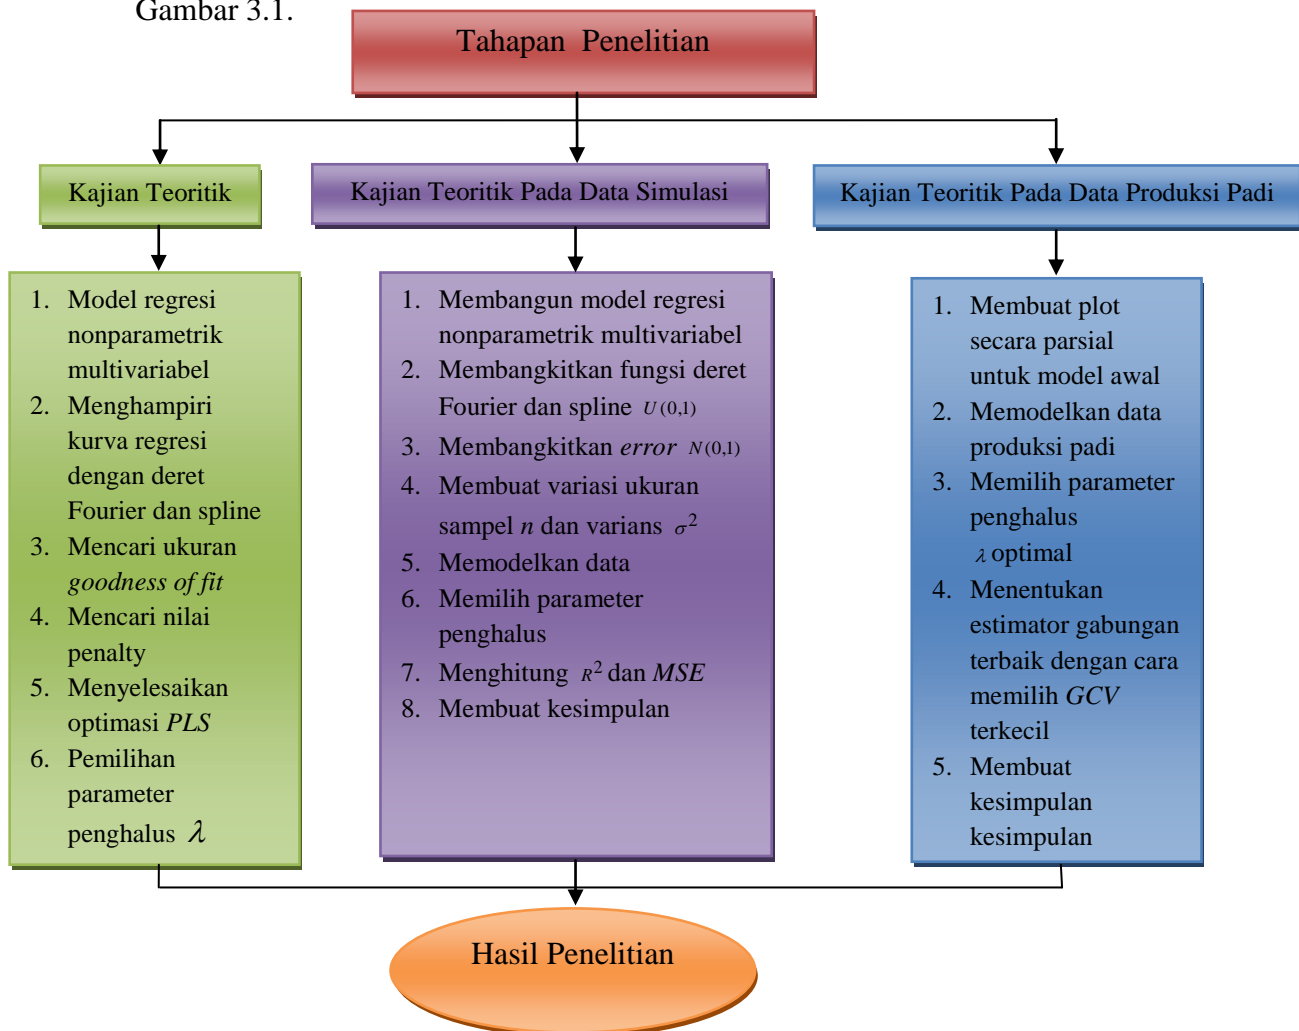 Gambar 3.1.
Tahapan Penelitian
Kajian Teoritik
Kajian Teoritik Pada Data Simulasi
Kajian Teoritik Pada Data Produksi Padi
1. Model regresi
nonparametrik
multivariabel
2. Menghampiri
kurva regresi
dengan deret
Fourier dan spline
3. Mencari ukuran
goodness of fit
4. Mencari nilai
penalty
5. Menyelesaikan
optimasi PLS
6. Pemilihan
parameter
penghalus λ
1. Membangun model regresi
nonparametrik multivariabel
2. Membangkitkan fungsi deret
Fourier dan spline U(0,1)
3. Membangkitkan error N(0,1)
4. Membuat variasi ukuran
sampel n dan varians σ²
5. Memodelkan data
6. Memilih parameter
penghalus
7. Menghitung R² dan MSE
8. Membuat kesimpulan
1. Membuat plot
secara parsial
untuk model awal
2. Memodelkan data
produksi padi
3. Memilih parameter
penghalus
λ optimal
4. Menentukan
estimator gabungan
terbaik dengan cara
memilih GCV
terkecil
5. Membuat
kesimpulan
kesimpulan
Hasil Penelitian